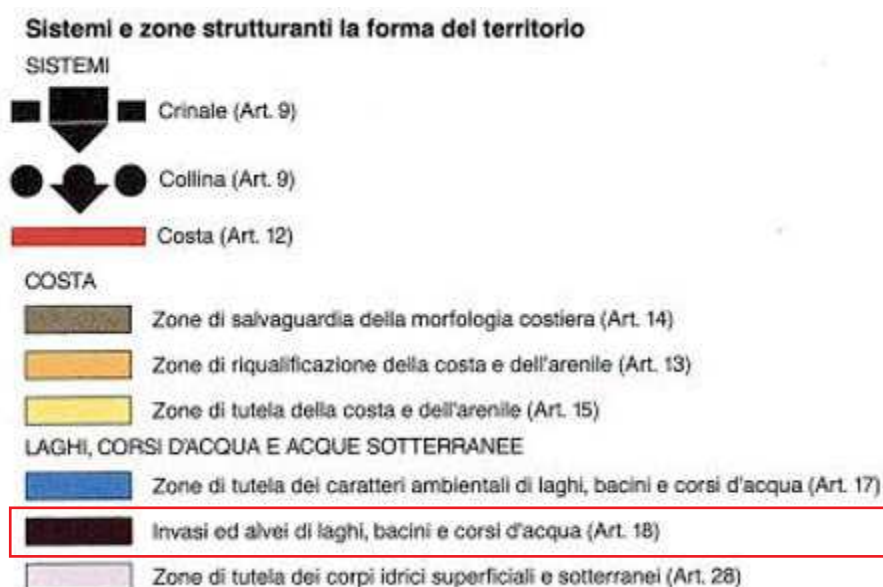 Sistemi e zone strutturanti la forma del territorio
SISTEMI
Crinale (Art. 9)
Collina (Art. 9)
Costa (Art. 12)
COSTA
Zone di salvaguardia della morfologia costiera (Art. 14)
Zone di riqualificazione della costa e dell'arenile (Art. 13)
Zone di tutela della costa e dell'arenile (Art. 15)
LAGHI, CORSI D'ACQUA E ACQUE SOTTERRANEE
Zone di tutela dei caratteri ambientali di laghi, bacini e corsi d'acqua (Art. 17)
Invasi ed alvei di laghi, bacini e corsi d'acqua (Art. 18)
Zone di tutela dei corpi idrici superficiali e sotterranei (Art. 28)